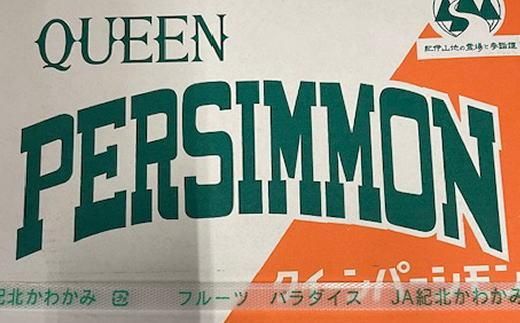 QUEEN
紀伊山地の霊場と参詣道
PERSIMMON
クイーンパーシモン
紀北かわかみ フルーツ パラダイス JA紀北かわかみ